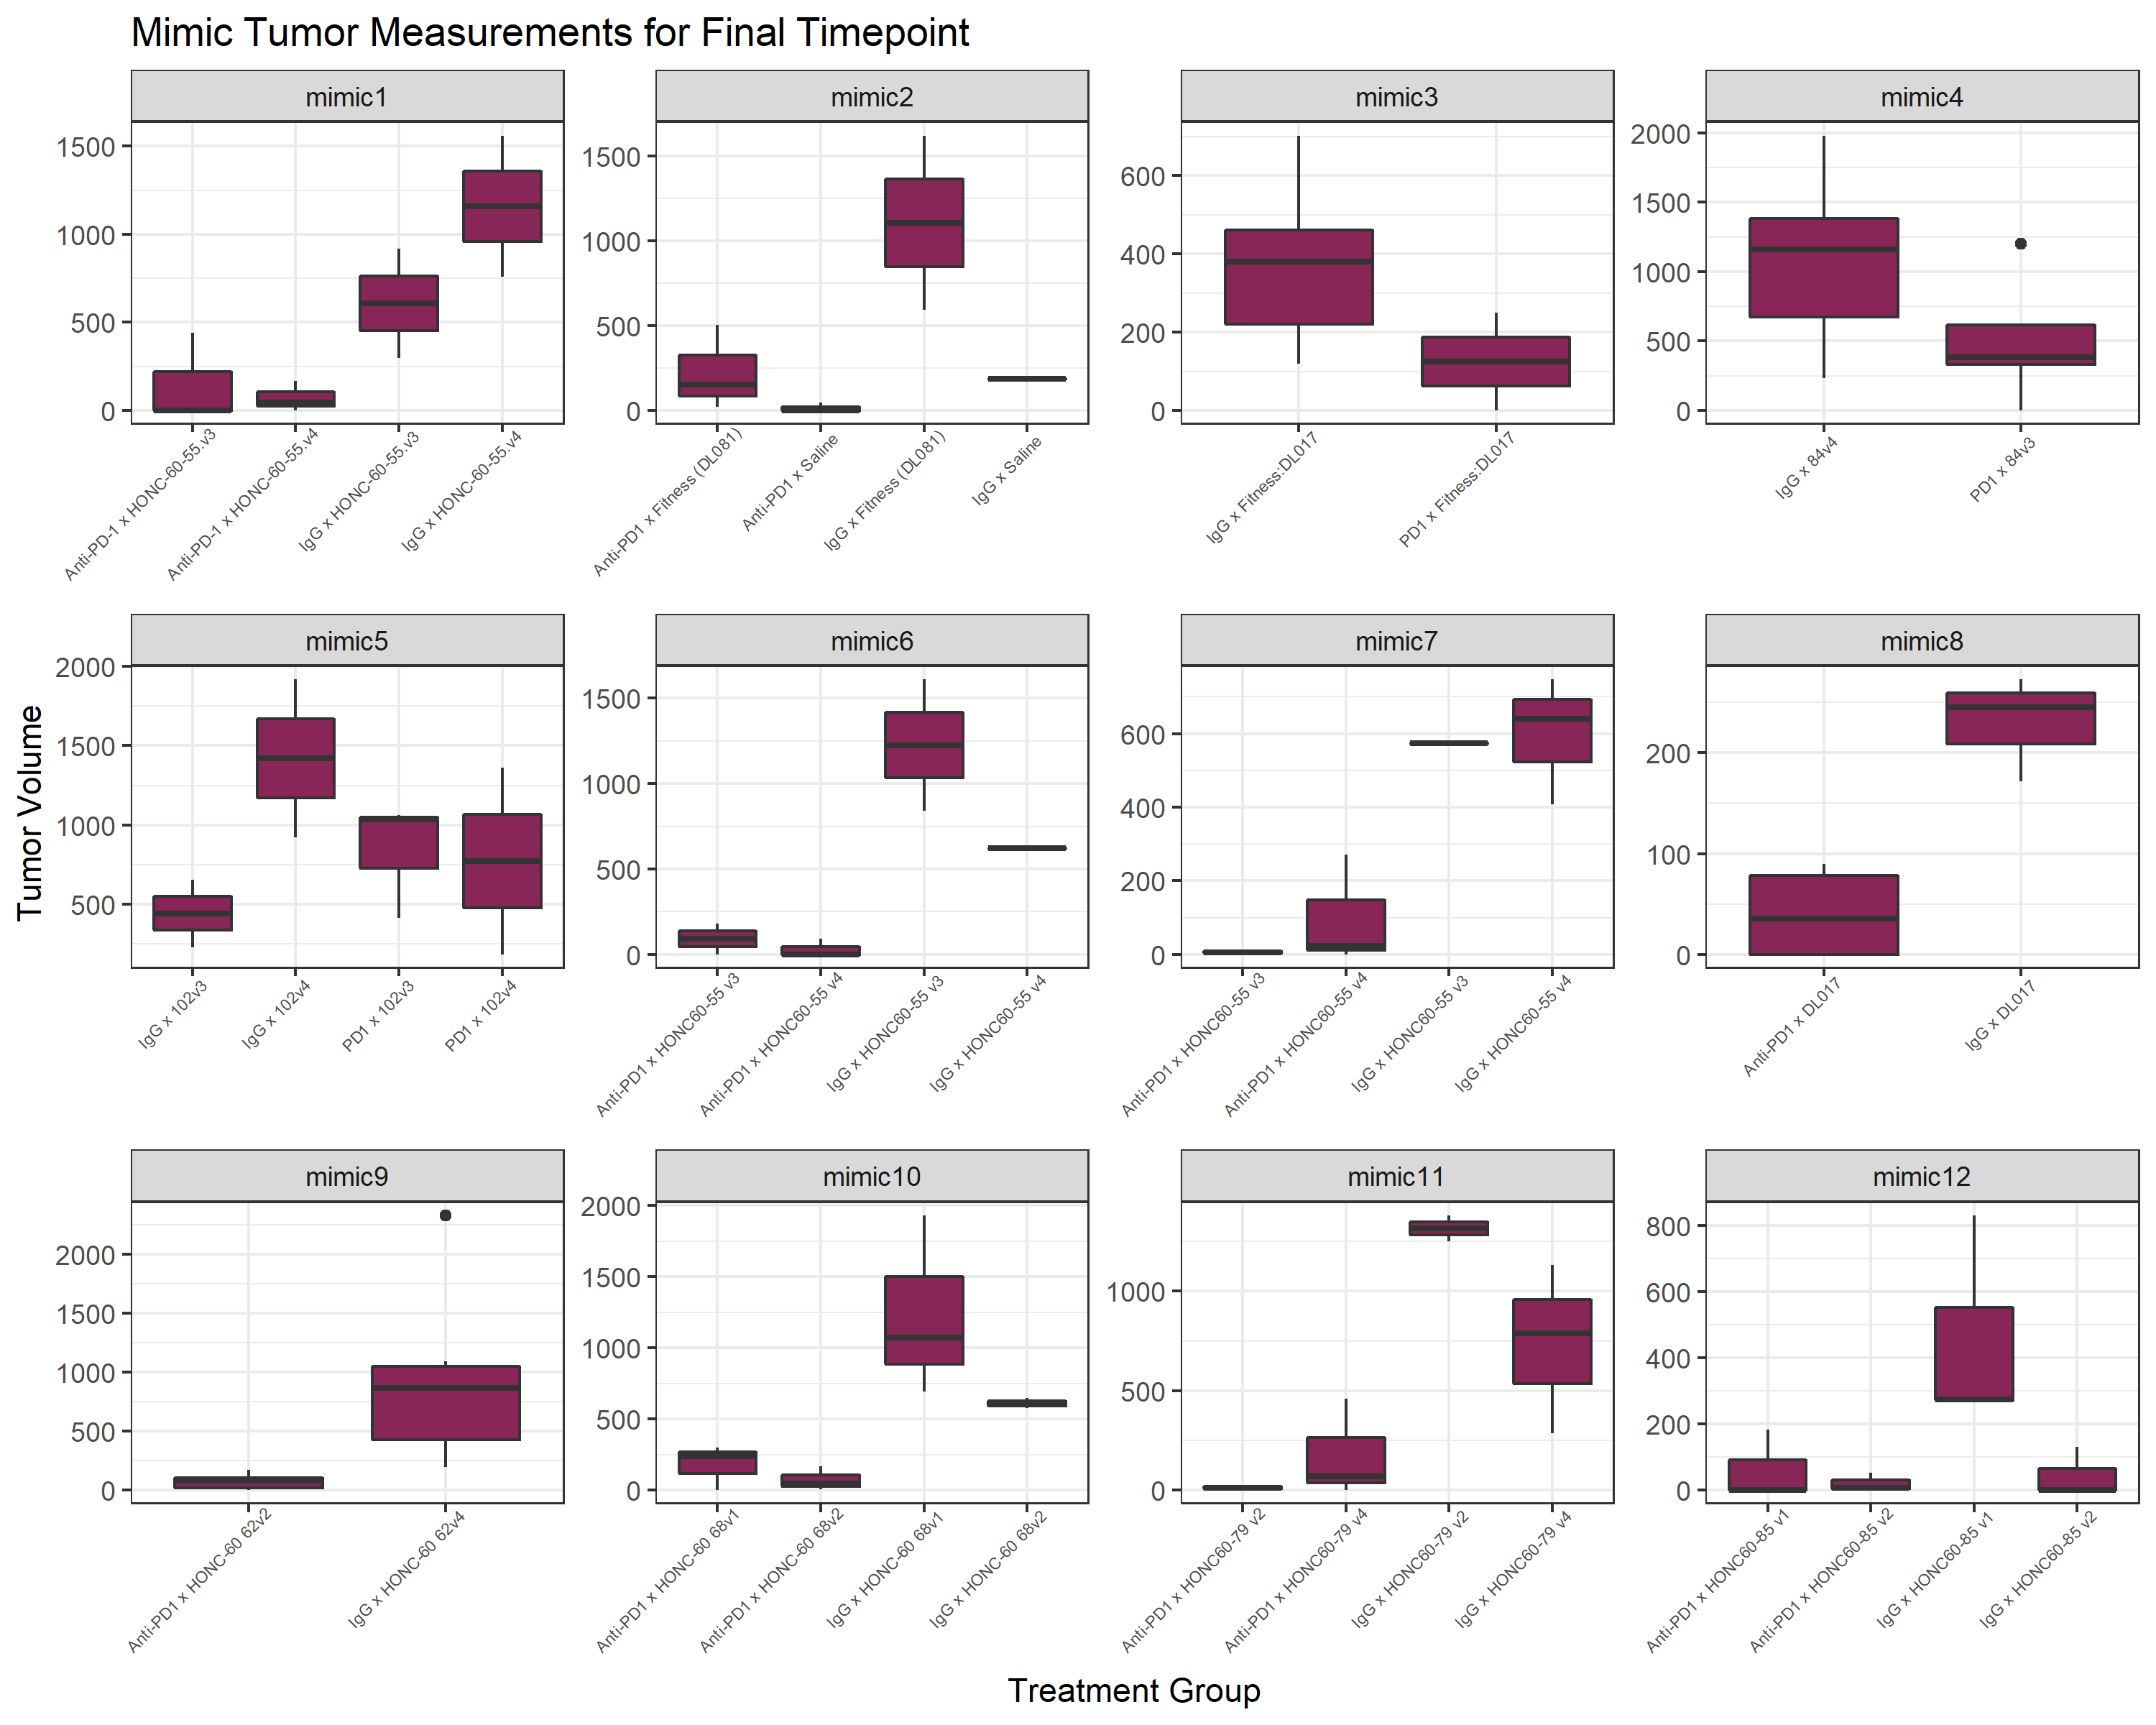 Mimic Tumor Measurements for Final Timepoint
mimic1
mimic2
mimic3
mimic4
1500
1000
500
0
1500
1000
500
0
600
400
200
0
2000
1500
1000
500
0
Anti-PD-1 x HONC-60-55.v3
Anti-PD-1 x HONC-60-55.v4
IgG x HONC-60-55.v3
IgG x HONC-60-55.v4
Anti-PD1 x Fitness (DL081)
Anti-PD1 x Saline
IgG x Fitness (DL081)
IgG x Saline
IgG x Fitness:DL017
PD1 x Fitness:DL017
IgG x 84v4
PD1 x 84v3
Tumor Volume
mimic5
mimic6
mimic7
mimic8
2000
1500
1000
500
1500
1000
500
0
600
400
200
0
200
100
0
IgG x 102v3
IgG x 102v4
PD1 x 102v3
PD1 x 102v4
Anti-PD1 x HONC60-55 v3
Anti-PD1 x HONC60-55 v4
IgG x HONC60-55 v3
IgG x HONC60-55 v4
Anti-PD1 x HONC60-55 v3
Anti-PD1 x HONC60-55 v4
IgG x HONC60-55 v3
IgG x HONC60-55 v4
Anti-PD1 x DL017
IgG x DL017
mimic9
mimic10
mimic11
mimic12
2000
1500
1000
500
0
2000
1500
1000
500
0
1000
500
0
800
600
400
200
0
Anti-PD1 x HONC-60 62v2
IgG x HONC-60 62v4
Anti-PD1 x HONC-60 68v1
Anti-PD1 x HONC-60 68v2
IgG x HONC-60 68v1
IgG x HONC-60 68v2
Anti-PD1 x HONC60-79 v2
Anti-PD1 x HONC60-79 v4
IgG x HONC60-79 v2
IgG x HONC60-79 v4
Anti-PD1 x HONC60-85 v1
Anti-PD1 x HONC60-85 v2
IgG x HONC60-85 v1
IgG x HONC60-85 v2
Treatment Group